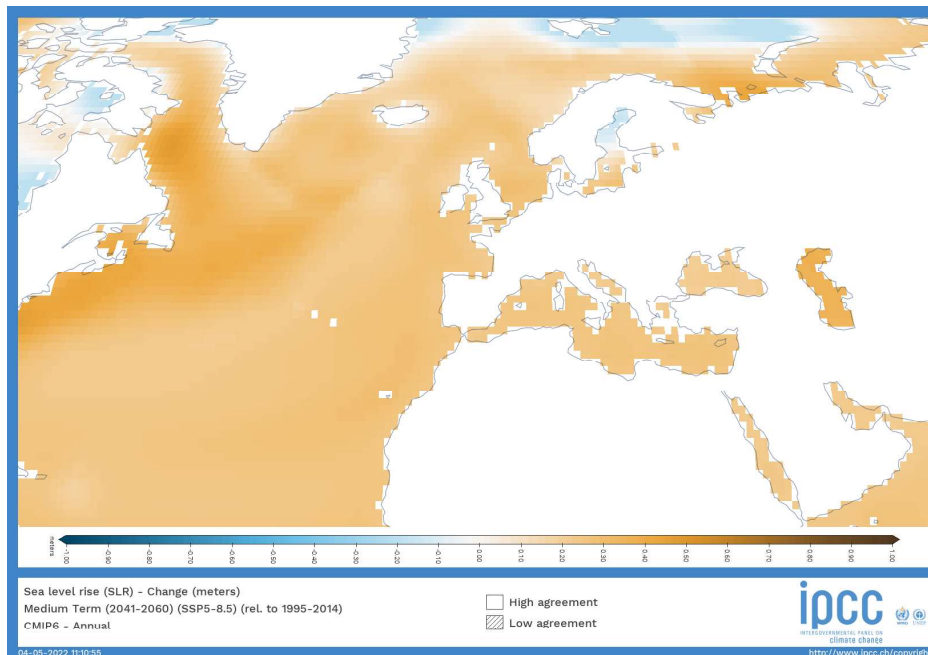 meters
-1.00 -0.90 -0.80 -0.70 -0.60 -0.50 -0.40 -0.30 -0.20 -0.10 0.00 0.10 0.20 0.30 0.40 0.50 0.60 0.70 0.80 0.90 1.00
Sea level rise (SLR) - Change (meters)
Medium Term (2041-2060) (SSP5-8.5) (rel. to 1995-2014)
CMIP6 - Annual
High agreement
Low agreement
ipcc
INTERGOVERNMENTAL PANEL ON
climate change
04-05-2022 11:10:55
http://www.ipcc.ch/copyrigh